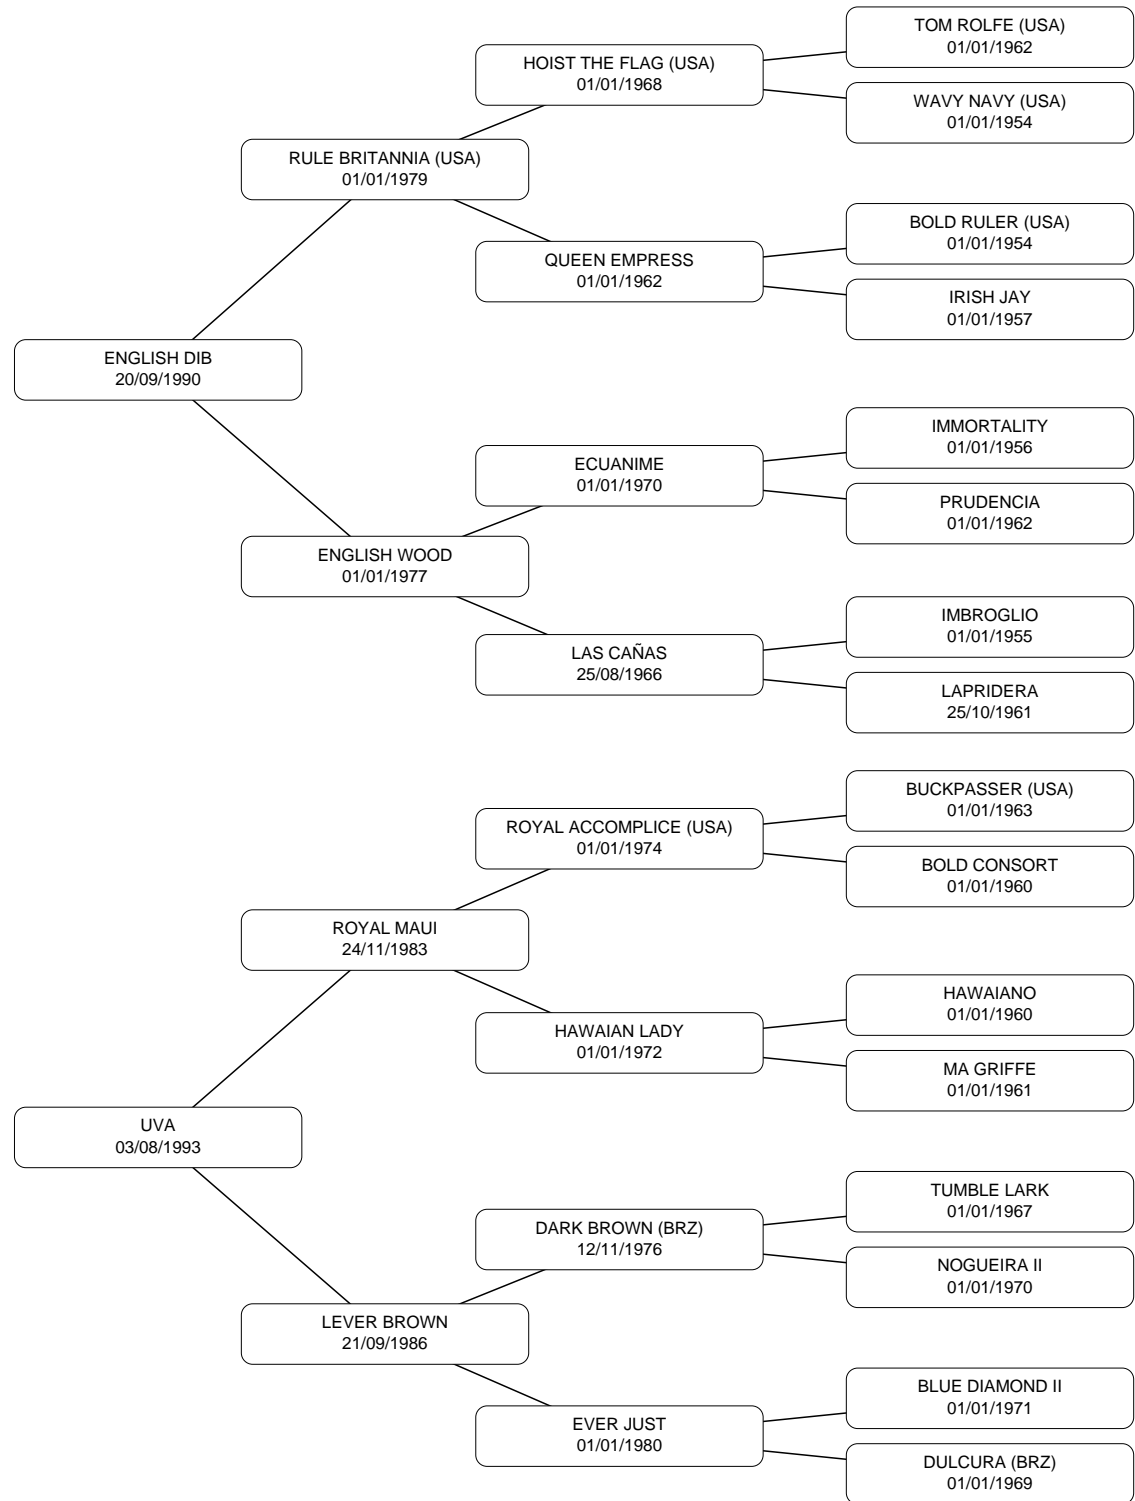 TOM ROLFE (USA)
01/01/1962
HOIST THE FLAG (USA)
01/01/1968
WAVY NAVY (USA)
01/01/1954
RULE BRITANNIA (USA)
01/01/1979
BOLD RULER (USA)
01/01/1954
QUEEN EMPRESS
01/01/1962
IRISH JAY
01/01/1957
ENGLISH DIB
20/09/1990
IMMORTALITY
01/01/1956
ECUANIME
01/01/1970
PRUDENCIA
01/01/1962
ENGLISH WOOD
01/01/1977
IMBROGLIO
01/01/1955
LAS CAÑAS
25/08/1966
LAPRIDERA
25/10/1961
BUCKPASSER (USA)
01/01/1963
ROYAL ACCOMPLICE (USA)
01/01/1974
BOLD CONSORT
01/01/1960
ROYAL MAUI
24/11/1983
HAWAIANO
01/01/1960
HAWAIAN LADY
01/01/1972
MA GRIFFE
01/01/1961
UVA
03/08/1993
TUMBLE LARK
01/01/1967
DARK BROWN (BRZ)
12/11/1976
NOGUEIRA II
01/01/1970
LEVER BROWN
21/09/1986
BLUE DIAMOND II
01/01/1971
EVER JUST
01/01/1980
DULCURA (BRZ)
01/01/1969